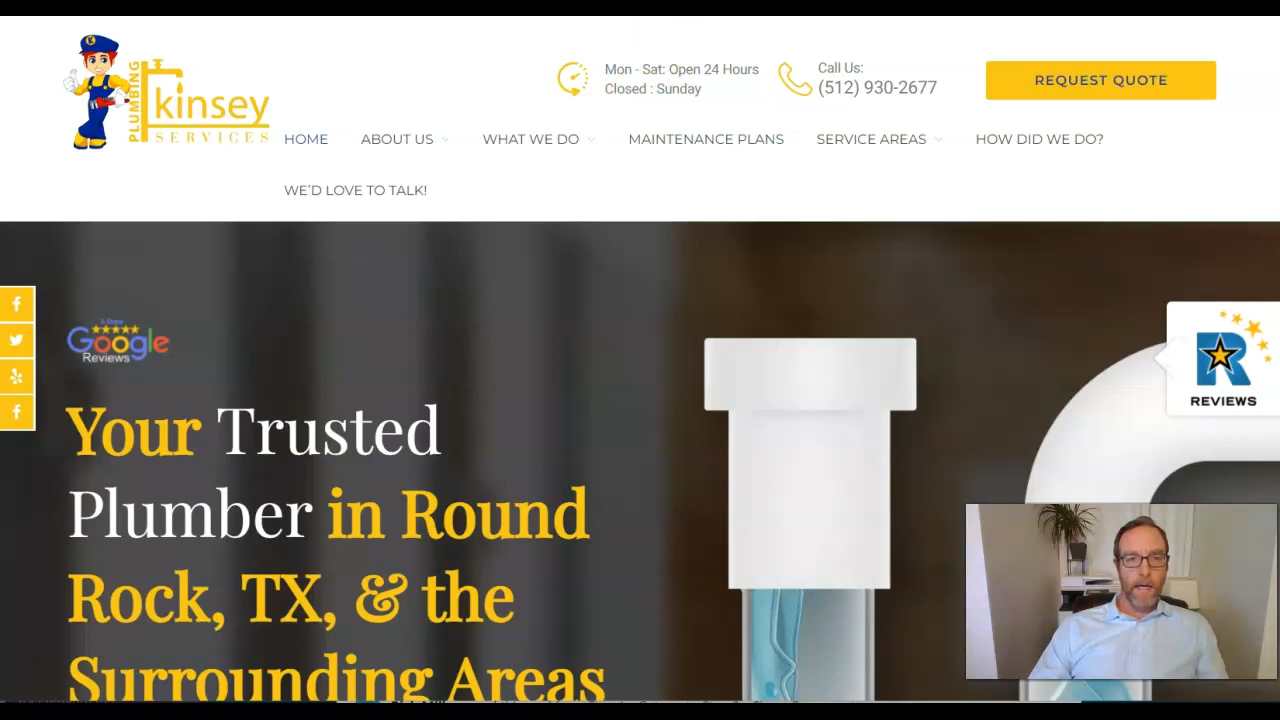 K
PLUMBING
kinsey
SERVICES
Mon - Sat: Open 24 Hours
Closed : Sunday
Call Us:
(512) 930-2677
REQUEST QUOTE
HOME
ABOUT US
WHAT WE DO
MAINTENANCE PLANS
SERVICE AREAS
HOW DID WE DO?
WE'D LOVE TO TALK!
Google
Reviews
Your Trusted
Plumber in Round
Rock, TX, & the
Surrounding Areas
R
REVIEWS